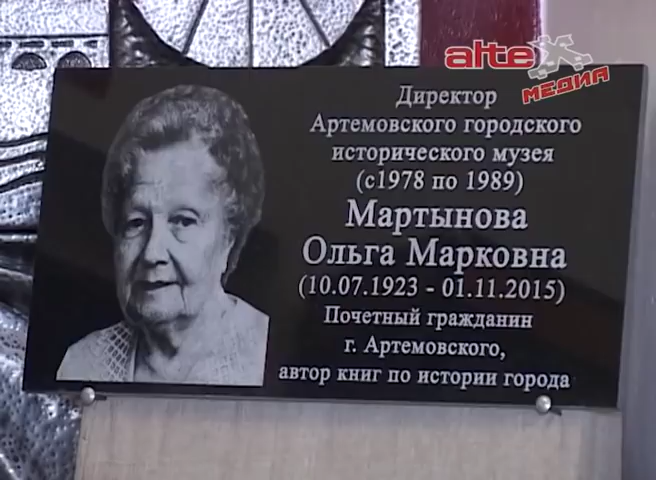 alteX
МЕДИА
Директор
Артемовского городского
исторического музея
(с1978 по 1989)
Мартынова
Ольга Марковна
(10.07.1923 - 01.11.2015)
Почетный гражданин
г. Артемовского,
автор книг по истории города